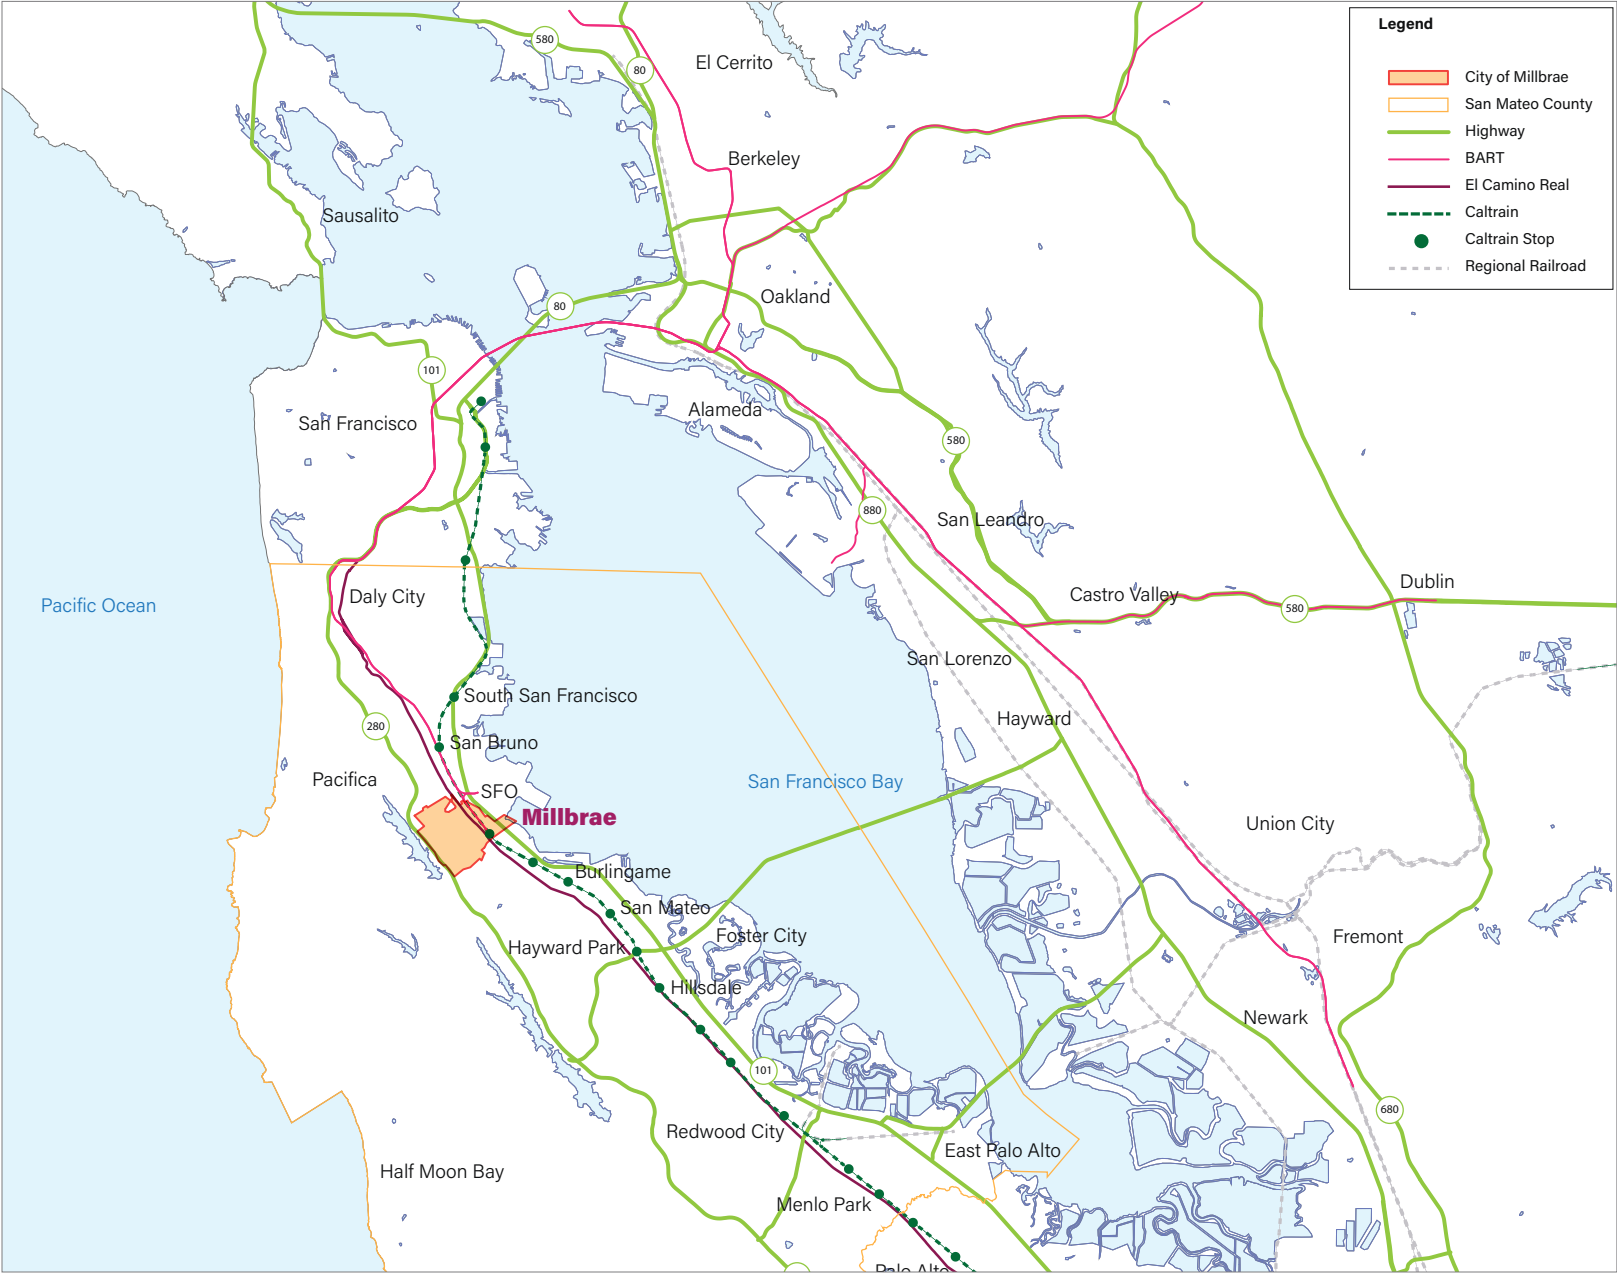 Legend
City of Millbrae
San Mateo County
Highway
BART
El Camino Real
Caltrain
Caltrain Stop
Regional Railroad
580
80
El Cerrito
Berkeley
Sausalito
80
Oakland
101
San Francisco
Alameda
580
880
San Leandro
Pacific Ocean
Daly City
Castro Valley
580
Dublin
San Lorenzo
South San Francisco
280
San Bruno
Hayward
Pacifica
SFO
San Francisco Bay
Millbrae
Union City
Burlingame
San Mateo
Foster City
Hayward Park
Fremont
Hillsdale
Newark
101
680
Redwood City
East Palo Alto
Half Moon Bay
Menlo Park
Palo Alto